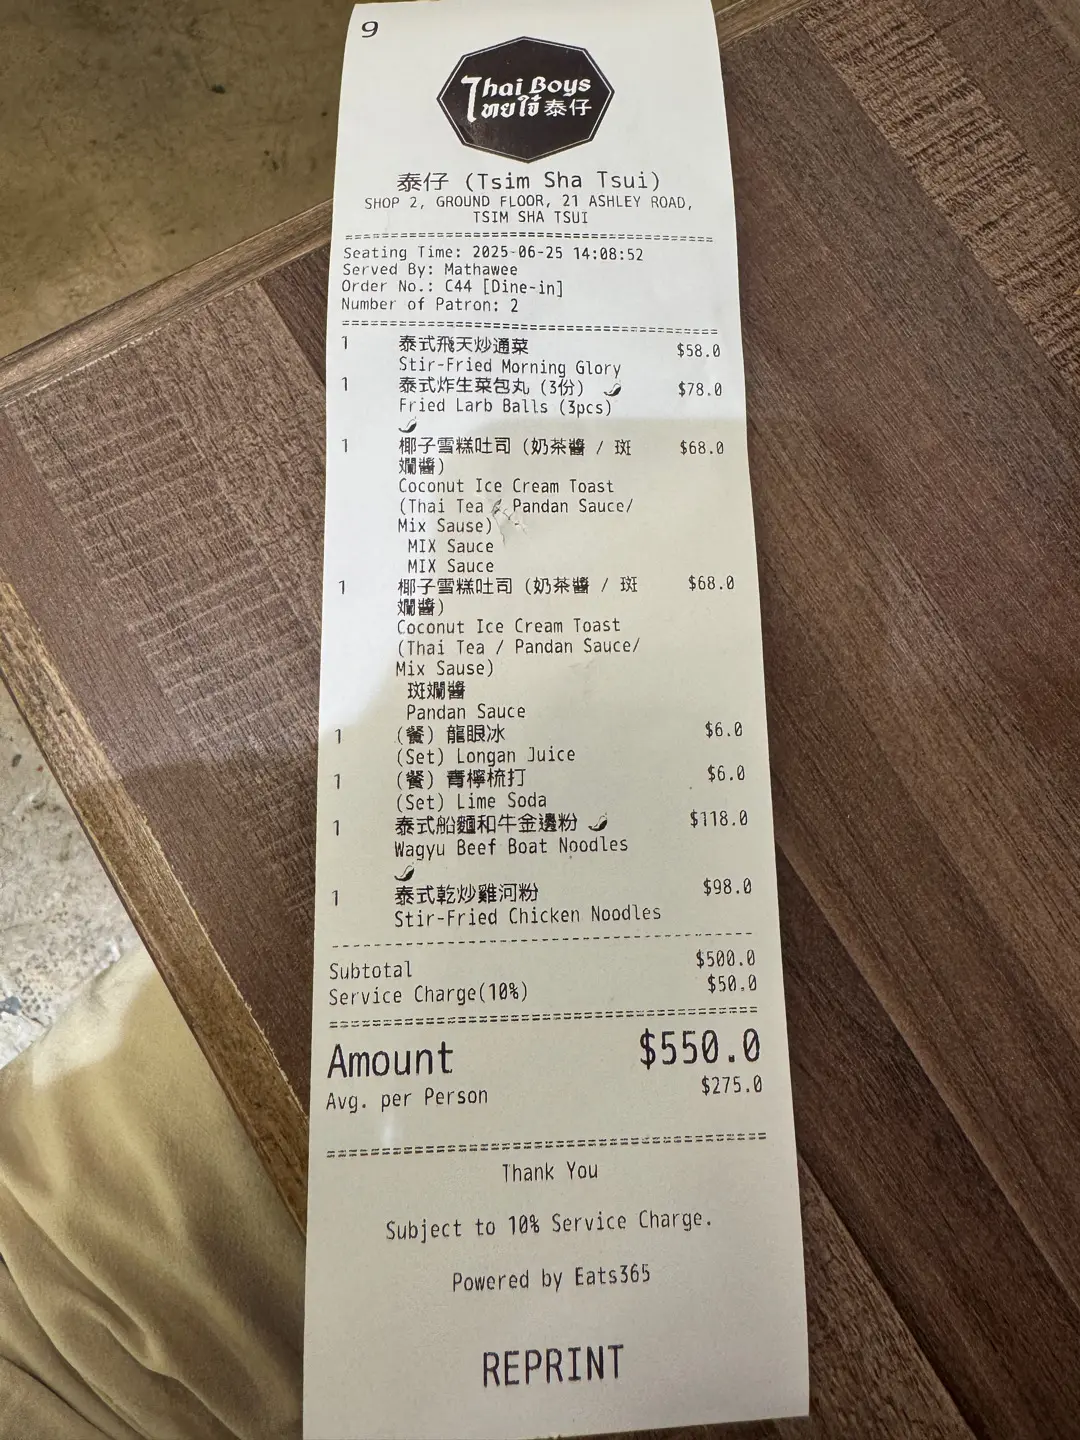 9
Thai Boys
ไทยใจ๋ 泰仔
泰仔 (Tsim Sha Tsui)
SHOP 2, GROUND FLOOR, 21 ASHLEY ROAD,
TSIM SHA TSUI
Seating Time: 2025-06-25 14:08:52
Served By: Mathawee
Order No.: C44 [Dine-in]
Number of Patron: 2
1 泰式飛天炒通菜 $58.0
Stir-Fried Morning Glory
1 泰式炸生菜包丸 (3份) $78.0
Fried Larb Balls (3pcs)
1 椰子雪糕吐司 (奶茶醬 / 斑 $68.0
斕醬)
Coconut Ice Cream Toast
(Thai Tea / Pandan Sauce/
Mix Sause)
MIX Sauce
MIX Sauce
1 椰子雪糕吐司 (奶茶醬 / 斑 $68.0
斕醬)
Coconut Ice Cream Toast
(Thai Tea / Pandan Sauce/
Mix Sause)
斑斕醬
Pandan Sauce
1 (餐) 龍眼冰 $6.0
(Set) Longan Juice
1 (餐) 青檸梳打 $6.0
(Set) Lime Soda
1 泰式船麵和牛金邊粉 $118.0
Wagyu Beef Boat Noodles
1 泰式乾炒雞河粉 $98.0
Stir-Fried Chicken Noodles
Subtotal $500.0
Service Charge(10%) $50.0
Amount $550.0
Avg. per Person $275.0
Thank You
Subject to 10% Service Charge.
Powered by Eats365
REPRINT